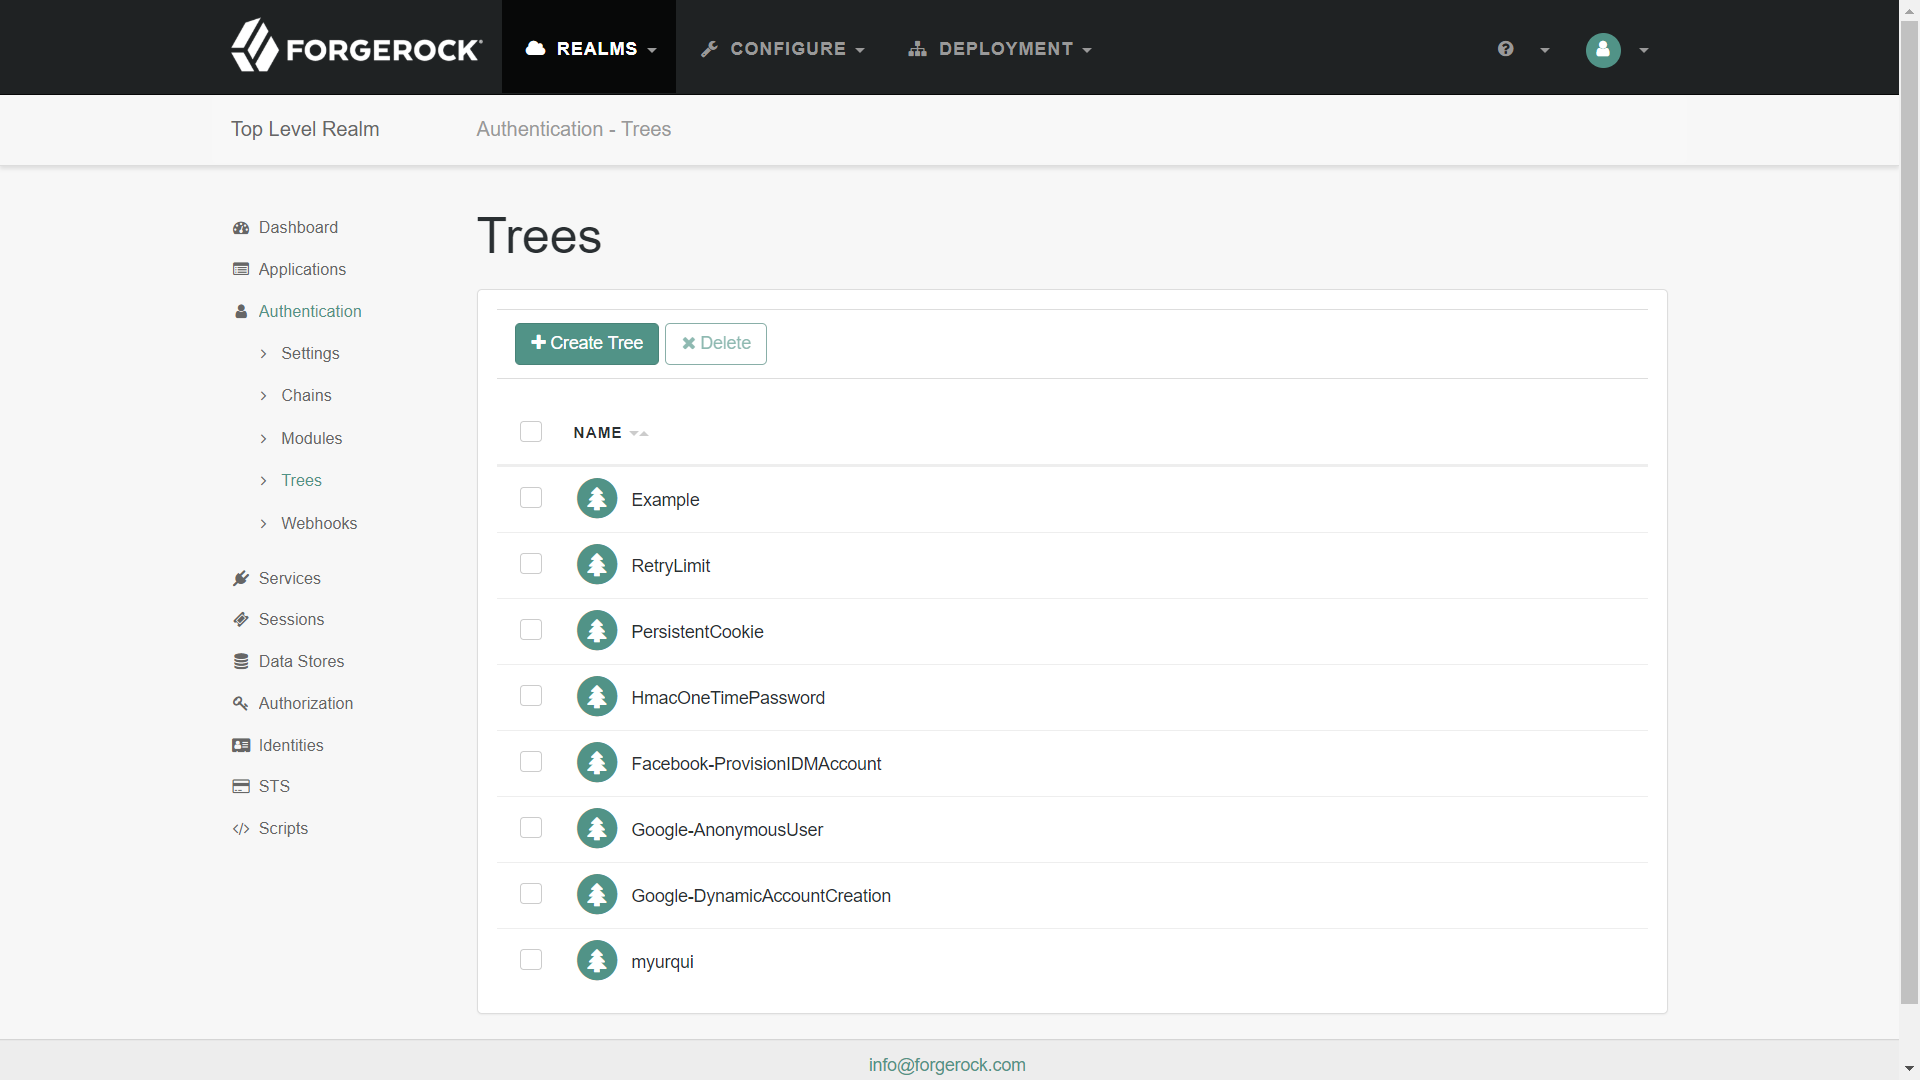 FORGEROCK
REALMS
CONFIGURE
DEPLOYMENT
Top Level Realm
Authentication - Trees
Dashboard
Applications
Authentication
Settings
Chains
Modules
Trees
Webhooks
Services
Sessions
Data Stores
Authorization
Identities
STS
Scripts
Trees
Create Tree
Delete
NAME
Example
RetryLimit
PersistentCookie
HmacOneTimePassword
Facebook-ProvisionIDMAccount
Google-AnonymousUser
Google-DynamicAccountCreation
myurqui
info@forgerock.com